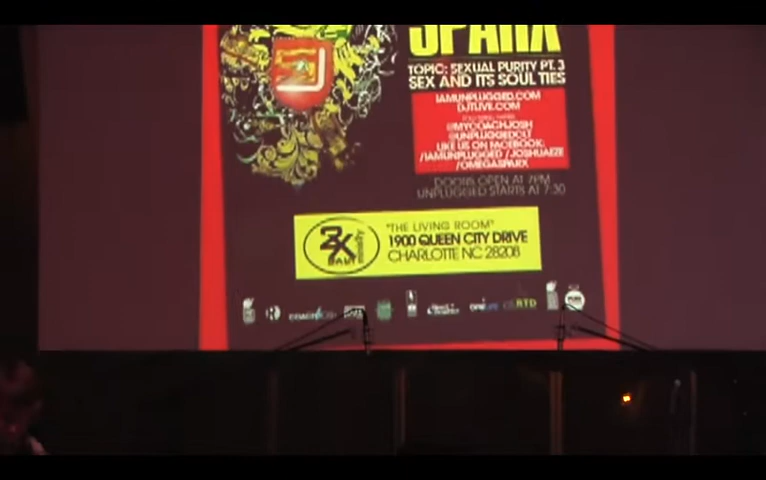 SPARX
TOPIC: SEXUAL PURITY PT. 3
SEX AND ITS SOUL TIES
IAMUNPLUGGED.COM
DJTLIVE.COM
@MYCOACHJOSH
@UNPLUGGEDCLT
LIKE US ON FACEBOOK:
/IAMUNPLUGGED /JOSHUAEZE
/OMEGASPARX
DOORS OPEN AT 7PM
UNPLUGGED STARTS AT 7:30
2X
SALT
"THE LIVING ROOM"
1900 QUEEN CITY DRIVE
CHARLOTTE NC 28208